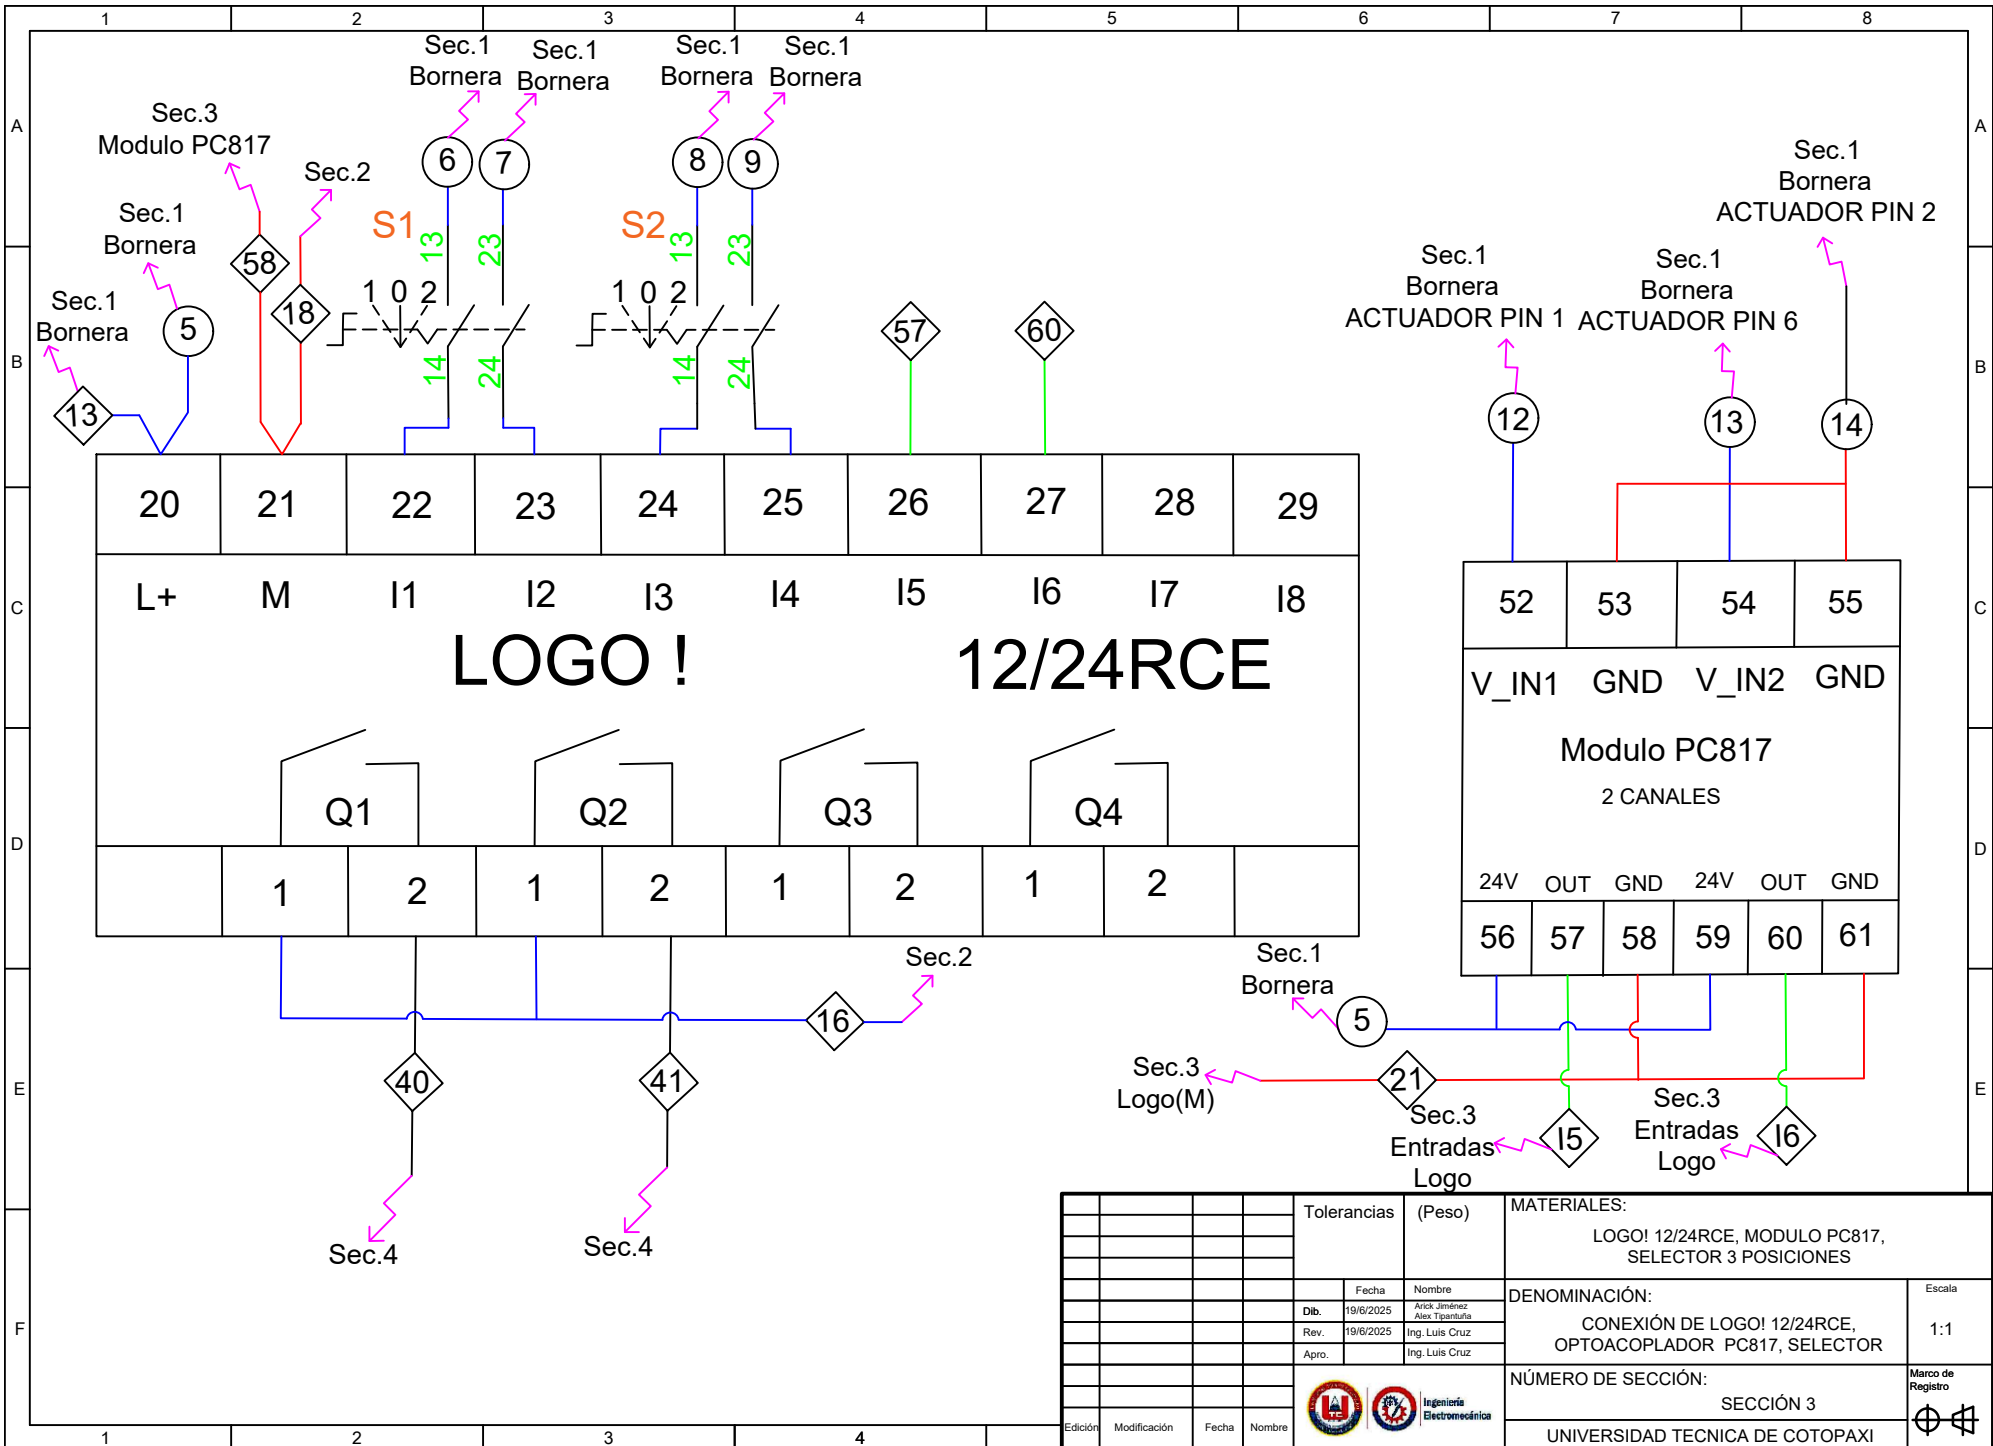 1 2 3 4 5 6 7 8
A
A
B
B
C
C
D
D
E
E
F
Sec.1
Bornera
Sec.1
Bornera
Sec.1
Bornera
Sec.1
Bornera
Sec.3
Modulo PC817
Sec.2
Sec.1
Bornera
Sec.1
Bornera
6 7 8 9
S1 13 23
S2 13 23
58
18
5
13
1 0 2
1 0 2
14 24
14 24
57
60
Sec.1
Bornera
ACTUADOR PIN 2
Sec.1
Bornera
ACTUADOR PIN 1
Sec.1
Bornera
ACTUADOR PIN 6
12
13
14
20 21 22 23 24 25 26 27 28 29
L+ M I1 I2 I3 I4 I5 I6 I7 I8
LOGO ! 12/24RCE
Q1 Q2 Q3 Q4
1 2 1 2 1 2 1 2
52 53 54 55
V_IN1 GND V_IN2 GND
Modulo PC817
2 CANALES
24V OUT GND 24V OUT GND
56 57 58 59 60 61
Sec.2
16
40
41
Sec.4
Sec.4
Sec.1
Bornera
5
Sec.3
Logo(M)
21
Sec.3
Entradas
Logo
I5
Sec.3
Entradas
Logo
I6
Tolerancias (Peso)
MATERIALES:
LOGO! 12/24RCE, MODULO PC817,
SELECTOR 3 POSICIONES
Fecha Nombre
Dib. 19/6/2025 Arick Jiménez
Alex Tipantuña
Rev. 19/6/2025 Ing. Luis Cruz
Apro. Ing. Luis Cruz
DENOMINACIÓN:
CONEXIÓN DE LOGO! 12/24RCE,
OPTOACOPLADOR PC817, SELECTOR
Escala
1:1
NÚMERO DE SECCIÓN:
SECCIÓN 3
Marco de
Registro
UNIVERSIDAD TECNICA DE COTOPAXI
Ingeniería
Electromecánica
Edición Modificación Fecha Nombre
1 2 3 4